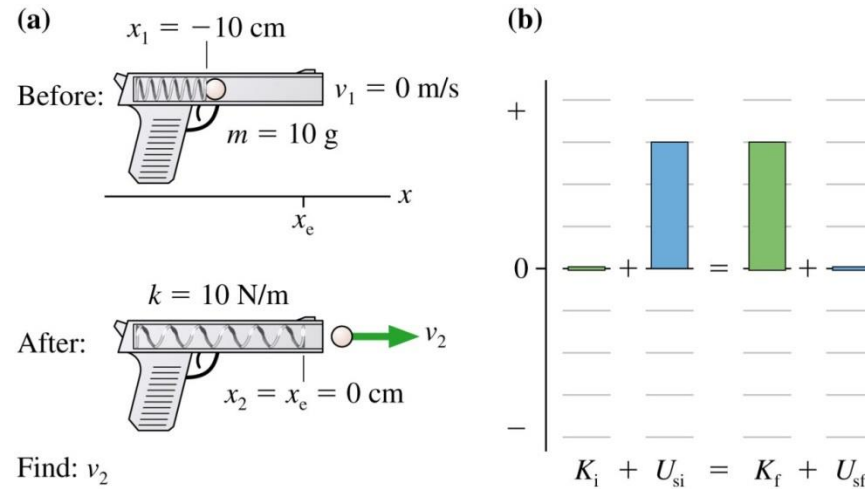 (a)
x₁ = −10 cm
Before:
v₁ = 0 m/s
m = 10 g
x
xₑ
k = 10 N/m
After:
v₂
x₂ = xₑ = 0 cm
Find: v₂
(b)
+
0 + = +
−
Kᵢ + Uₛᵢ = K_f + U_sf